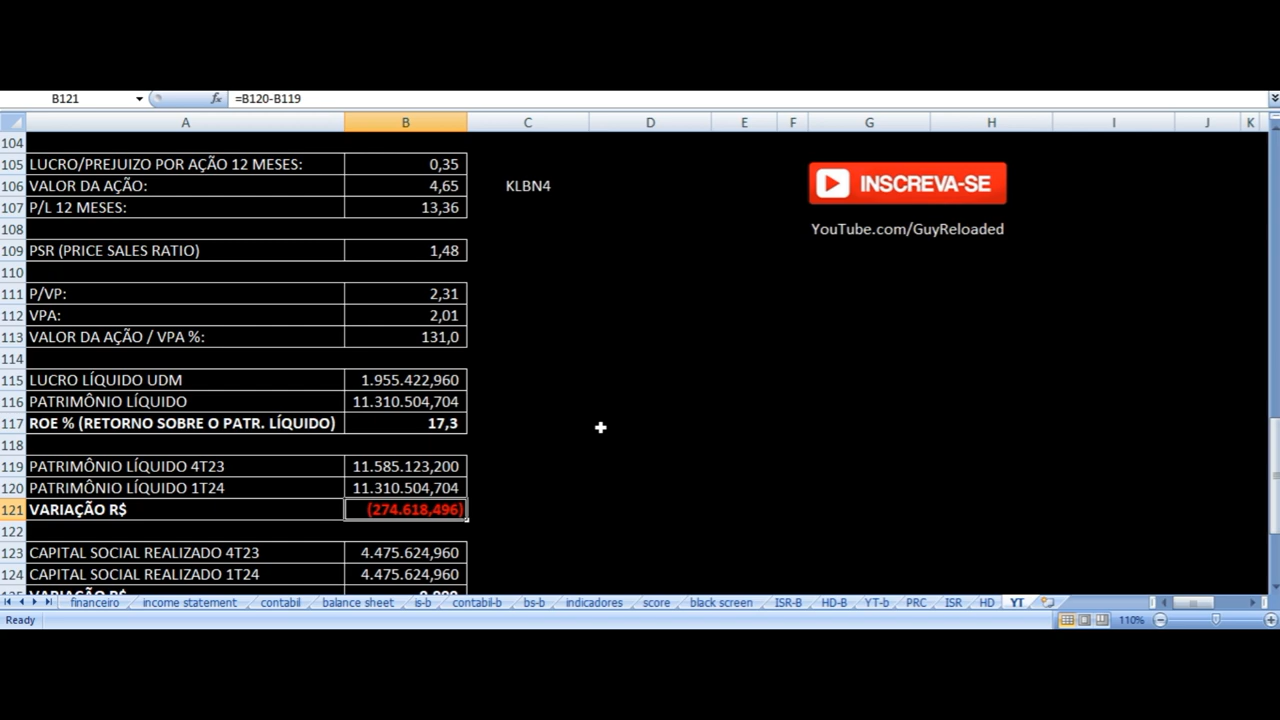 B121 fx =B120-B119
A B C D E F G H I J K
104
105 LUCRO/PREJUIZO POR AÇÃO 12 MESES: 0,35
106 VALOR DA AÇÃO: 4,65 KLBN4
INSCREVA-SE
107 P/L 12 MESES: 13,36
108
YouTube.com/GuyReloaded
109 PSR (PRICE SALES RATIO) 1,48
110
111 P/VP: 2,31
112 VPA: 2,01
113 VALOR DA AÇÃO / VPA %: 131,0
114
115 LUCRO LÍQUIDO UDM 1.955.422,960
116 PATRIMÔNIO LÍQUIDO 11.310.504,704
117 ROE % (RETORNO SOBRE O PATR. LÍQUIDO) 17,3
118
119 PATRIMÔNIO LÍQUIDO 4T23 11.585.123,200
120 PATRIMÔNIO LÍQUIDO 1T24 11.310.504,704
121 VARIAÇÃO R$ (274.618,496)
122
123 CAPITAL SOCIAL REALIZADO 4T23 4.475.624,960
124 CAPITAL SOCIAL REALIZADO 1T24 4.475.624,960
125 VARIAÇÃO R$ 0,000
financeiro income statement contabil balance sheet is-b contabil-b bs-b indicadores score black screen ISR-B HD-B YT-b PRC ISR HD YT
Ready 110%